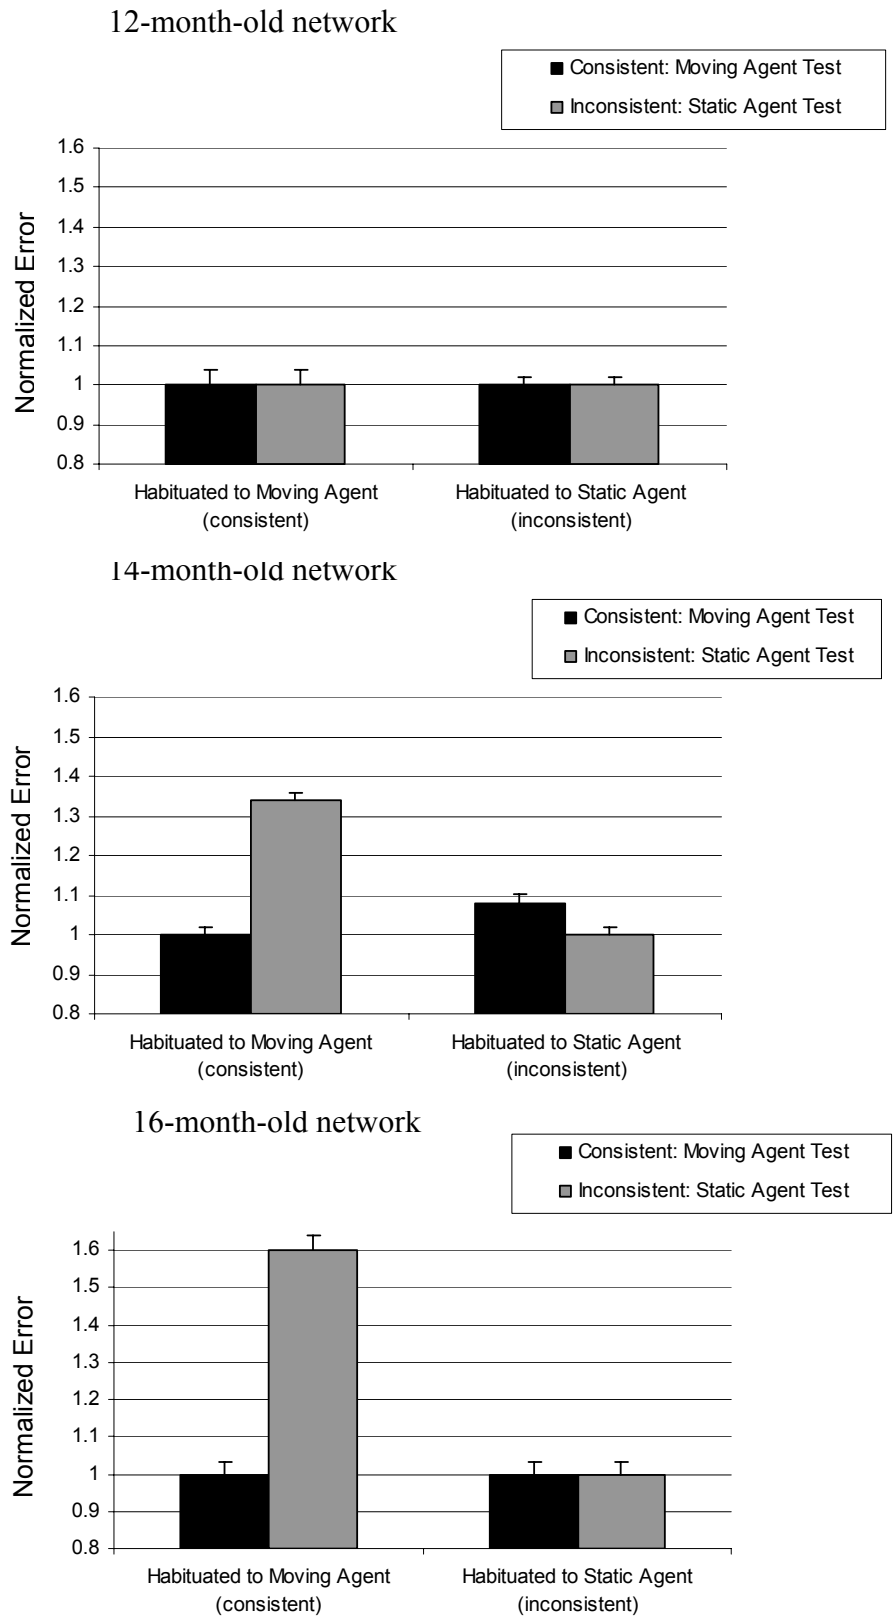 12-month-old network
Consistent: Moving Agent Test
Inconsistent: Static Agent Test
1.6
1.5
1.4
1.3
1.2
1.1
1
0.9
0.8
Normalized Error
Habituated to Moving Agent
(consistent)
Habituated to Static Agent
(inconsistent)
14-month-old network
Consistent: Moving Agent Test
Inconsistent: Static Agent Test
1.6
1.5
1.4
1.3
1.2
1.1
1
0.9
0.8
Normalized Error
Habituated to Moving Agent
(consistent)
Habituated to Static Agent
(inconsistent)
16-month-old network
Consistent: Moving Agent Test
Inconsistent: Static Agent Test
1.6
1.5
1.4
1.3
1.2
1.1
1
0.9
0.8
Normalized Error
Habituated to Moving Agent
(consistent)
Habituated to Static Agent
(inconsistent)